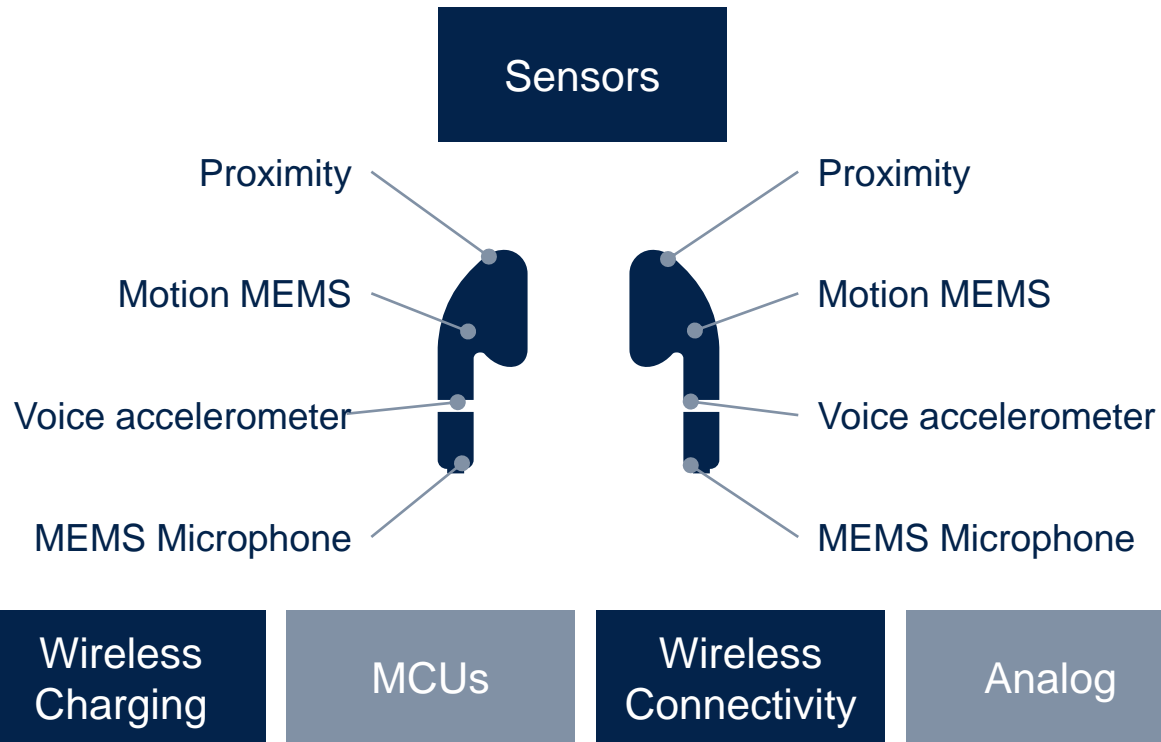 Sensors
Proximity
Proximity
Motion MEMS
Motion MEMS
Voice accelerometer
Voice accelerometer
MEMS Microphone
MEMS Microphone
Wireless
Charging
MCUs
Wireless
Connectivity
Analog